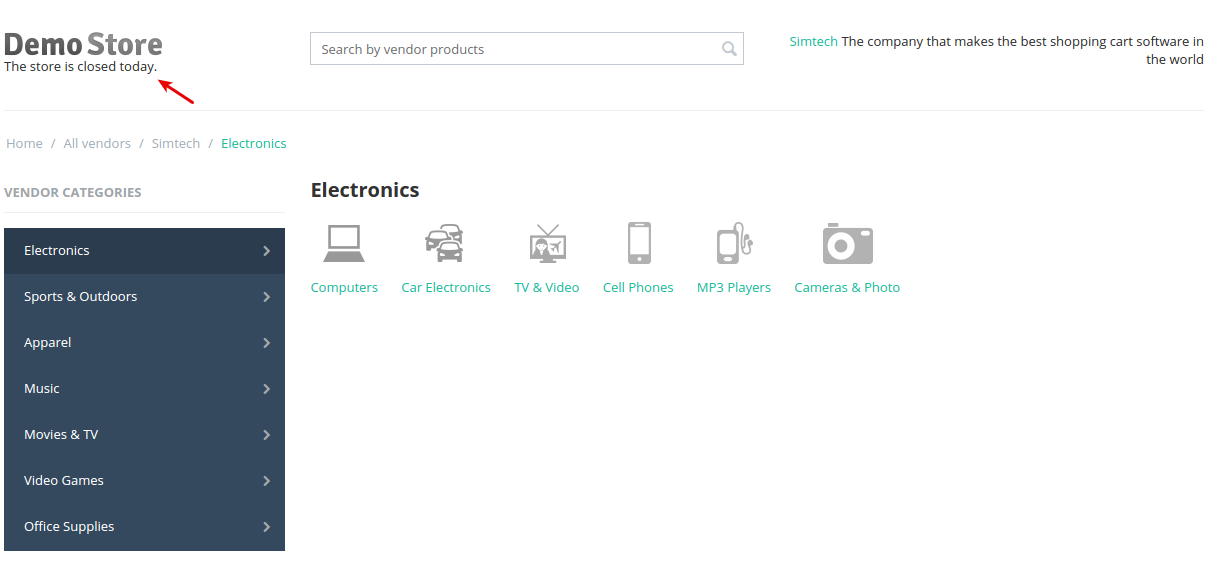 Demo Store
The store is closed today.
Search by vendor products
Simtech The company that makes the best shopping cart software in
the world
Home / All vendors / Simtech / Electronics
VENDOR CATEGORIES
Electronics
Sports & Outdoors
Apparel
Music
Movies & TV
Video Games
Office Supplies
Electronics
Computers
Car Electronics
TV & Video
Cell Phones
MP3 Players
Cameras & Photo